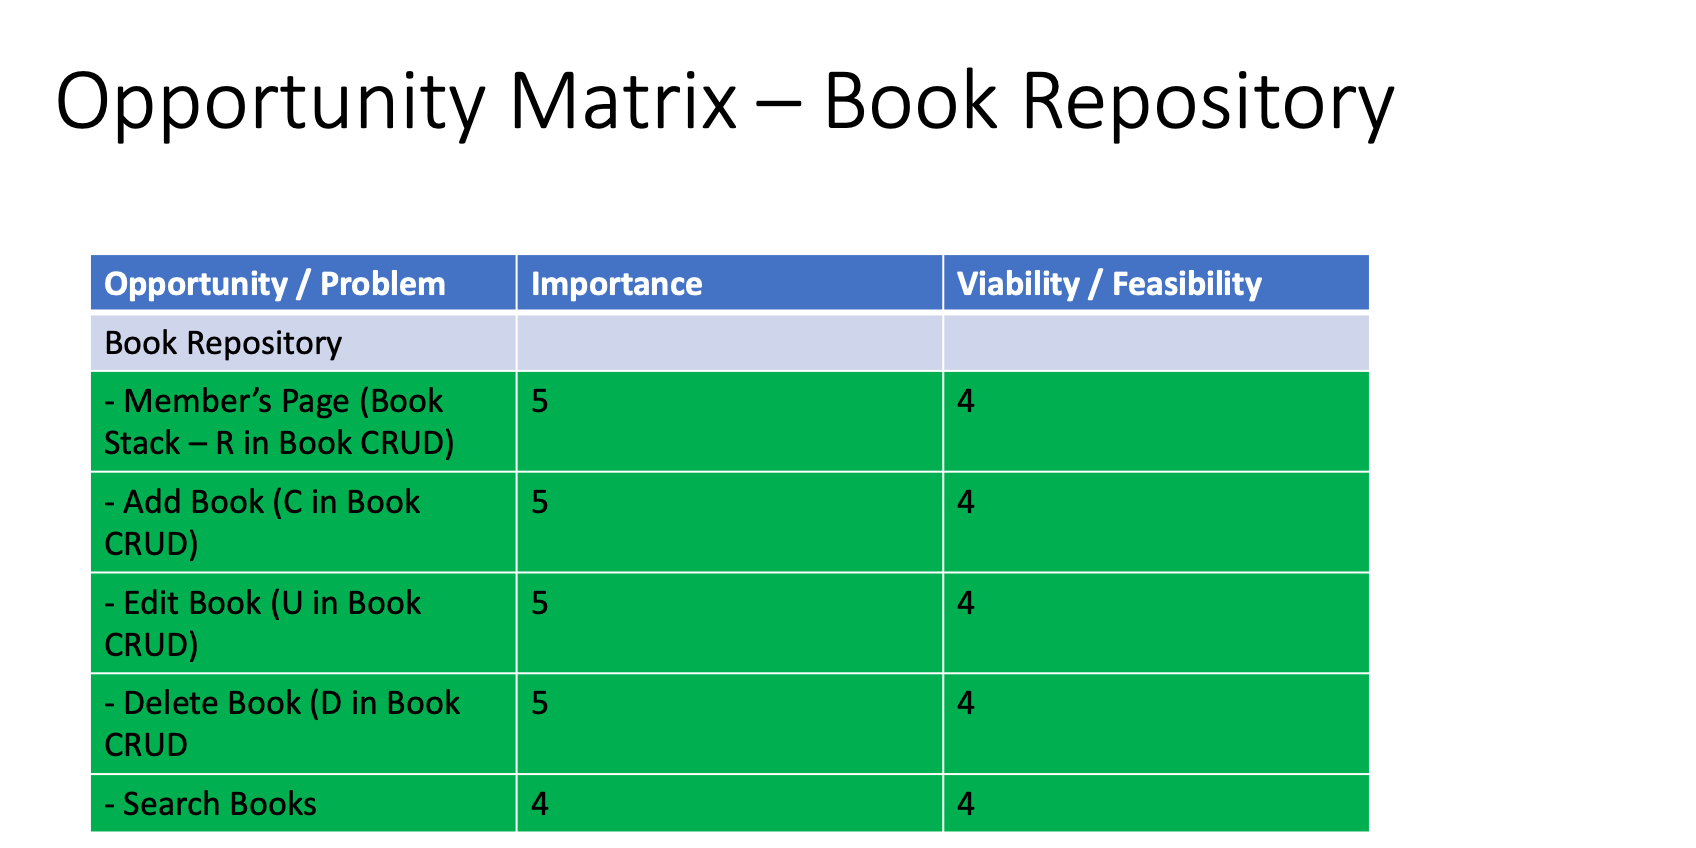 Opportunity Matrix – Book Repository
Opportunity / Problem Importance Viability / Feasibility
Book Repository
- Member’s Page (Book 5 4
Stack – R in Book CRUD)
- Add Book (C in Book 5 4
CRUD)
- Edit Book (U in Book 5 4
CRUD)
- Delete Book (D in Book 5 4
CRUD
- Search Books 4 4